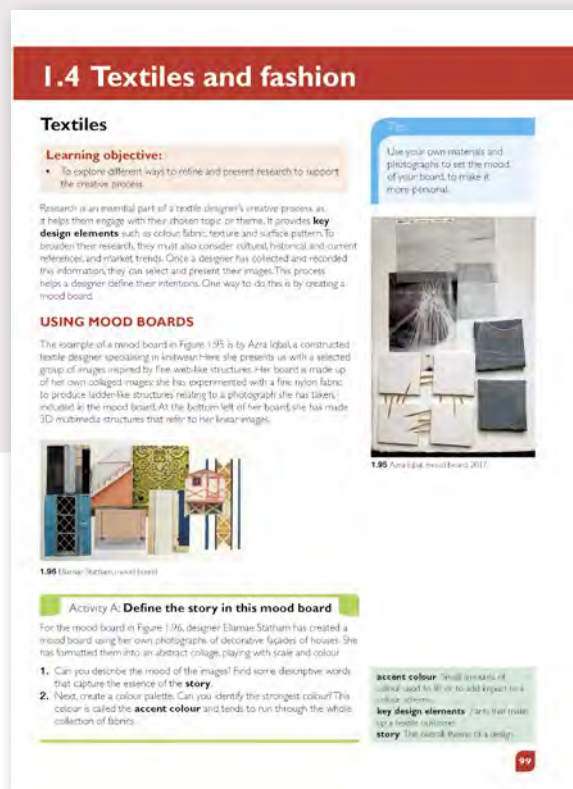 1.4 Textiles and fashion
Textiles
Learning objective:
• To explore different ways to refine and present research to support
the creative process
Research is an essential part of a textile designer's creative process, as
it helps them engage with their chosen topic or theme. It provides key
design elements such as colour, fabric, texture and surface pattern. To
broaden their research, they must also consider cultural, historical and current
references, and market trends. Once a designer has collected and recorded
this information, they can select and present their images. This process
helps a designer define their intentions. One way to do this is by creating a
mood board.
USING MOOD BOARDS
The example of a mood board in Figure 1.95 is by Azra Iqbal, a constructed
textile designer specialising in knitwear. Here she presents us with a selected
group of images inspired by fine web-like structures. Her board is made up
of her own collaged images; she has experimented with a fine nylon fabric
to produce ladder-like structures relating to a photograph she has taken,
included in the mood board. At the bottom left of her board, she has made
3D multimedia structures that refer to her linear images.
1.96 Ellamae Statham, mood board
Activity A: Define the story in this mood board
For the mood board in Figure 1.96, designer Ellamae Statham has created a
mood board using her own photographs of decorative façades of houses. She
has formatted them into an abstract collage, playing with scale and colour
1. Can you describe the mood of the images? Find some descriptive words
that capture the essence of the story.
2. Next, create a colour palette. Can you identify the strongest colour? This
colour is called the accent colour and tends to run through the whole
collection of fabrics.
Tip
Use your own materials and
photographs to set the mood
of your board, to make it
more personal.
1.95 Azra Iqbal, mood board, 2017
accent colour Small amounts of
colour used to lift or to add impact to a
colour scheme
key design elements Parts that make
up a textile outcome
story The overall theme of a design
99